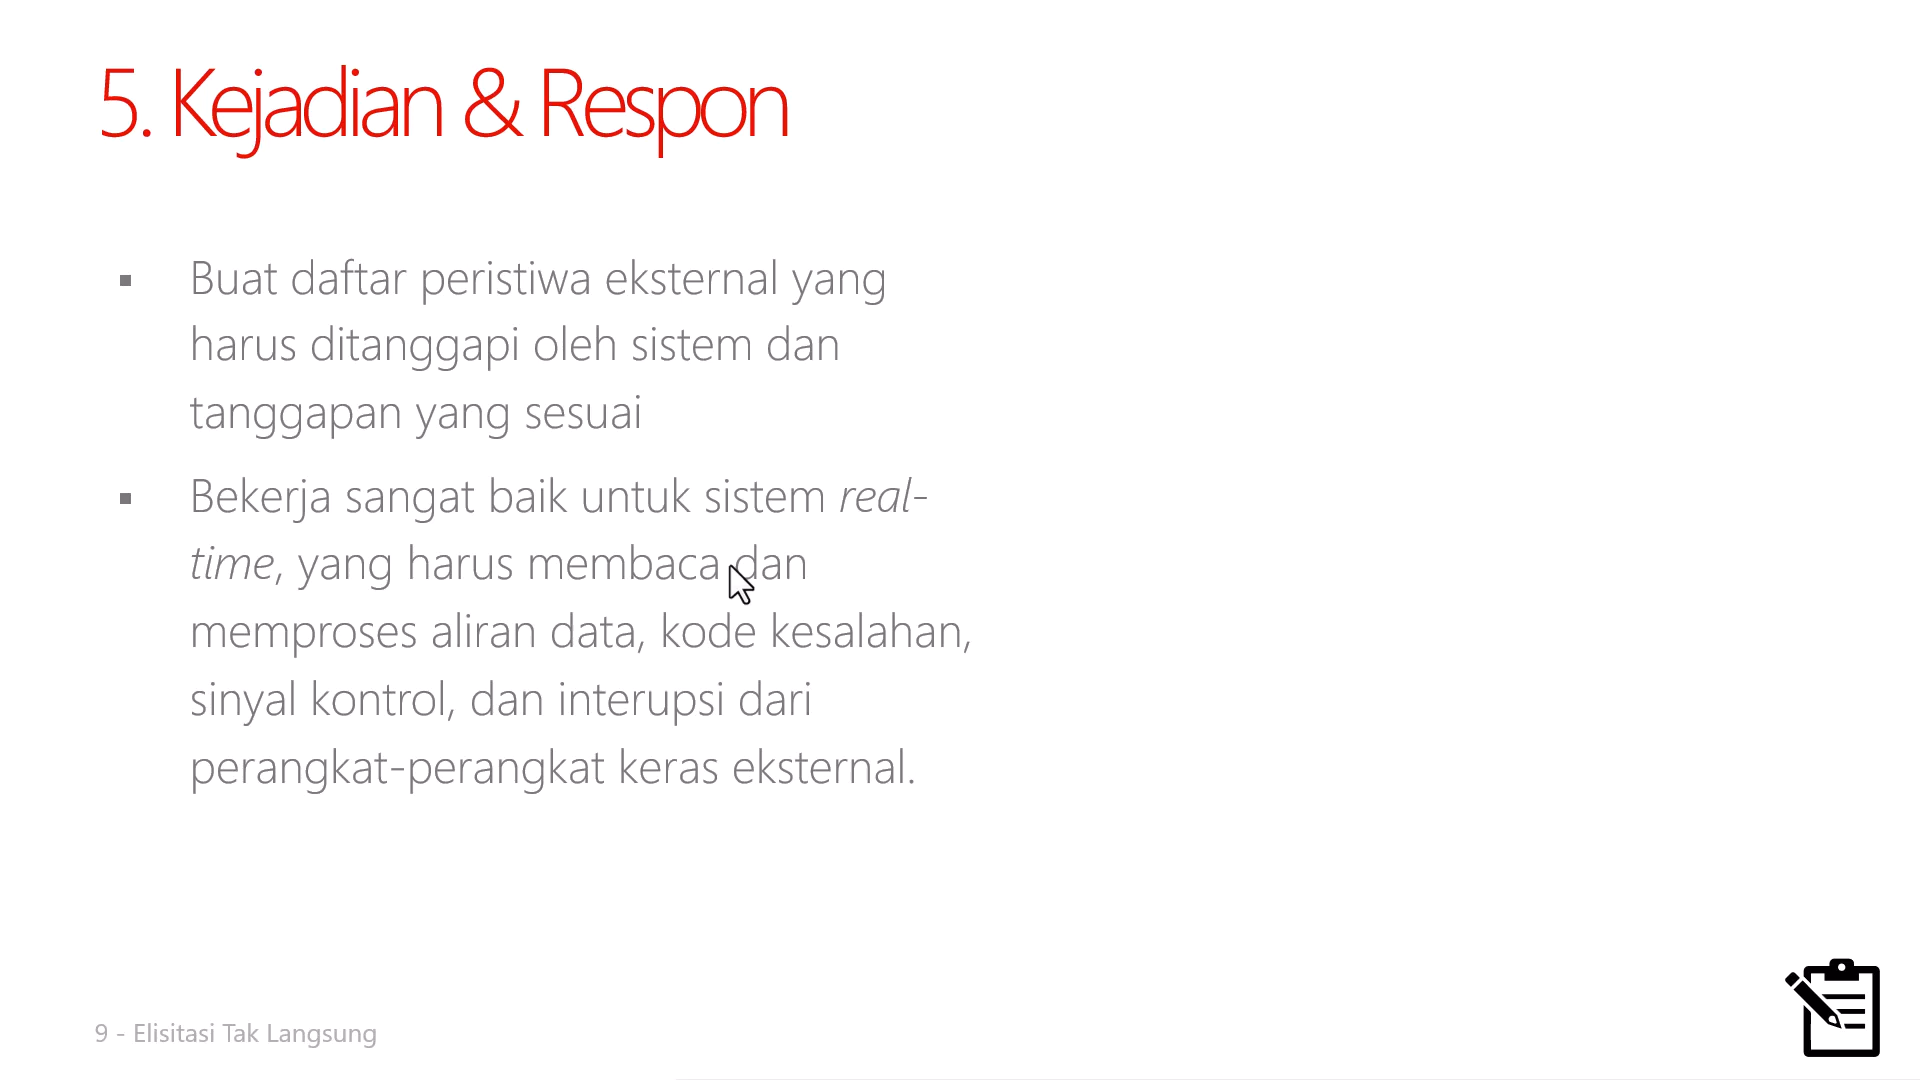 5. Kejadian & Respon
▪ Buat daftar peristiwa eksternal yang
harus ditanggapi oleh sistem dan
tanggapan yang sesuai
▪ Bekerja sangat baik untuk sistem real-
time, yang harus membaca dan
memproses aliran data, kode kesalahan,
sinyal kontrol, dan interupsi dari
perangkat-perangkat keras eksternal.
9 - Elisitasi Tak Langsung